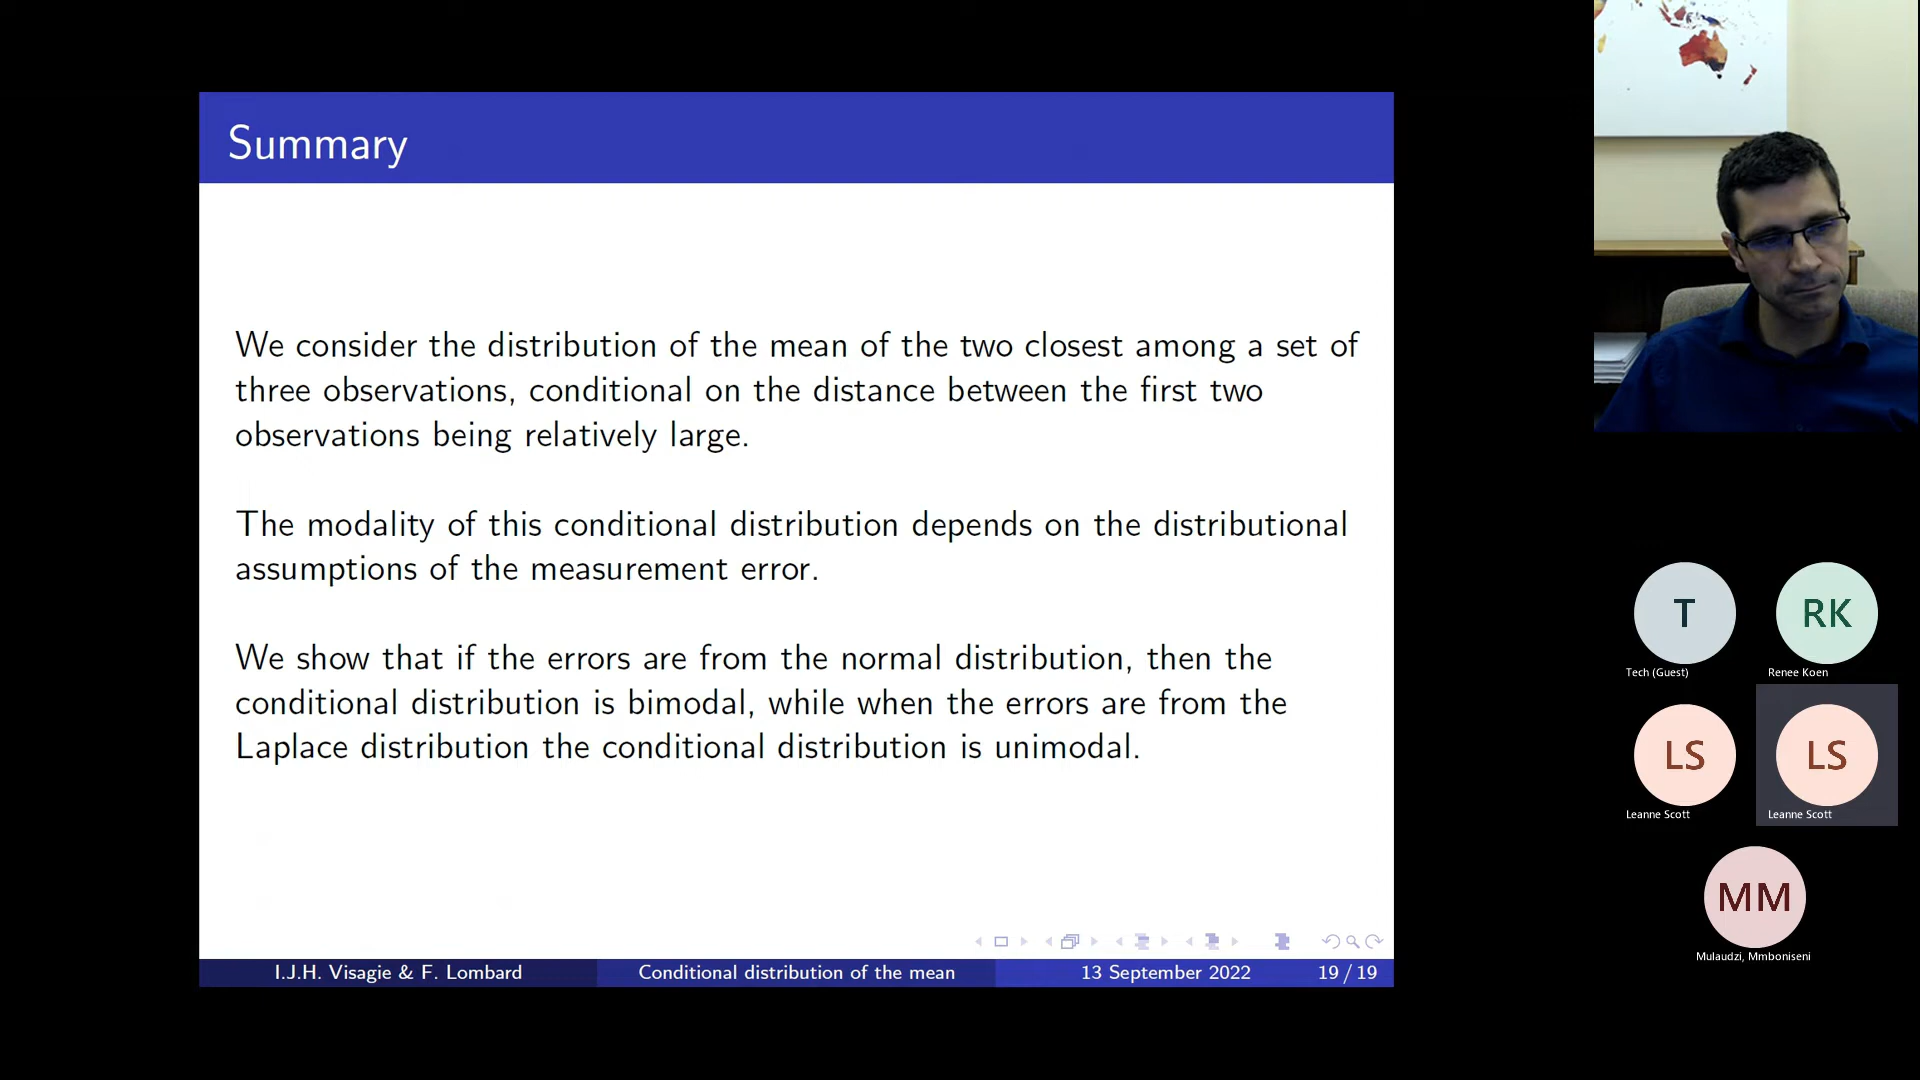 Summary
We consider the distribution of the mean of the two closest among a set of
three observations, conditional on the distance between the first two
observations being relatively large.
The modality of this conditional distribution depends on the distributional
assumptions of the measurement error.
We show that if the errors are from the normal distribution, then the
conditional distribution is bimodal, while when the errors are from the
Laplace distribution the conditional distribution is unimodal.
I.J.H. Visagie & F. Lombard Conditional distribution of the mean 13 September 2022 19 / 19
T RK
Tech (Guest) Renee Koen
LS LS
Leanne Scott Leanne Scott
MM
Mulaudzi, Mmboniseni